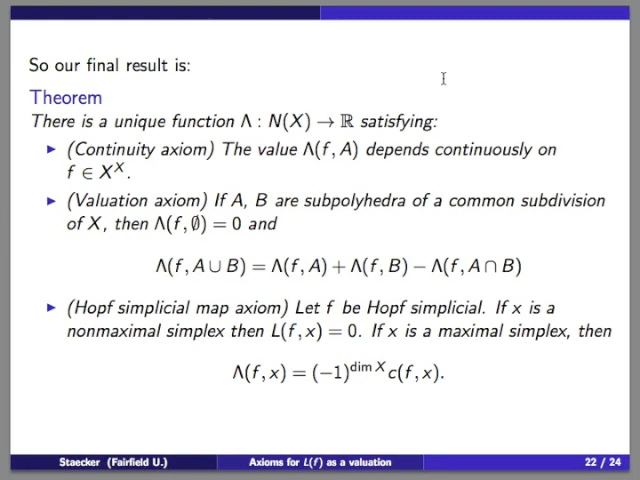 So our final result is:
Theorem
There is a unique function Λ : N(X) → ℝ satisfying:
▶ (Continuity axiom) The value Λ(f, A) depends continuously on
f ∈ X^X.
▶ (Valuation axiom) If A, B are subpolyhedra of a common subdivision
of X, then Λ(f, ∅) = 0 and
Λ(f, A ∪ B) = Λ(f, A) + Λ(f, B) − Λ(f, A ∩ B)
▶ (Hopf simplicial map axiom) Let f be Hopf simplicial. If x is a
nonmaximal simplex then L(f, x) = 0. If x is a maximal simplex, then
Λ(f, x) = (−1)^{dim X} c(f, x).
Staecker (Fairfield U.) Axioms for L(f) as a valuation 22 / 24